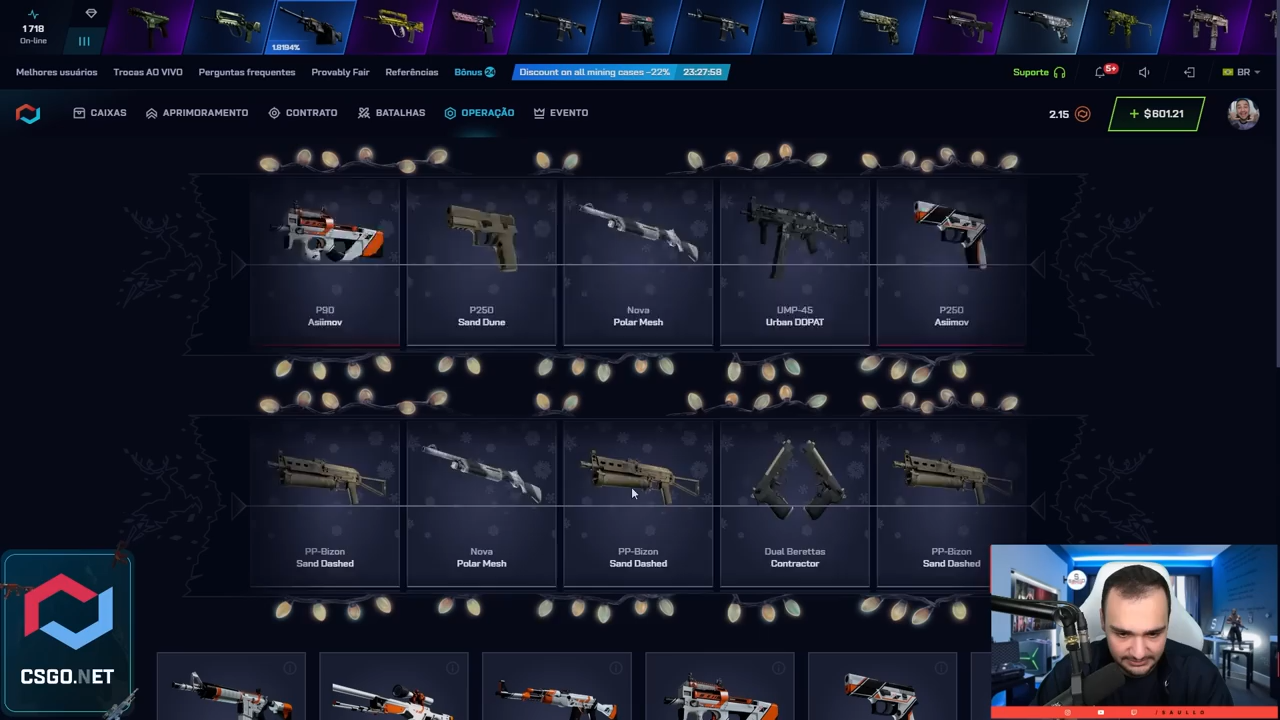 1 718
On-line
1.8194%
Melhores usuários Trocas AO VIVO Perguntas frequentes Provably Fair Referências Bônus 24 Discount on all mining cases -22% 23:27:58 Suporte 5+ BR
CAIXAS APRIMORAMENTO CONTRATO BATALHAS OPERAÇÃO EVENTO 2.15 + $601.21
P90
Asiimov
P250
Sand Dune
Nova
Polar Mesh
UMP-45
Urban DDPAT
P250
Asiimov
PP-Bizon
Sand Dashed
Nova
Polar Mesh
PP-Bizon
Sand Dashed
Dual Berettas
Contractor
PP-Bizon
Sand Dashed
CSGO.NET
/SAULLO